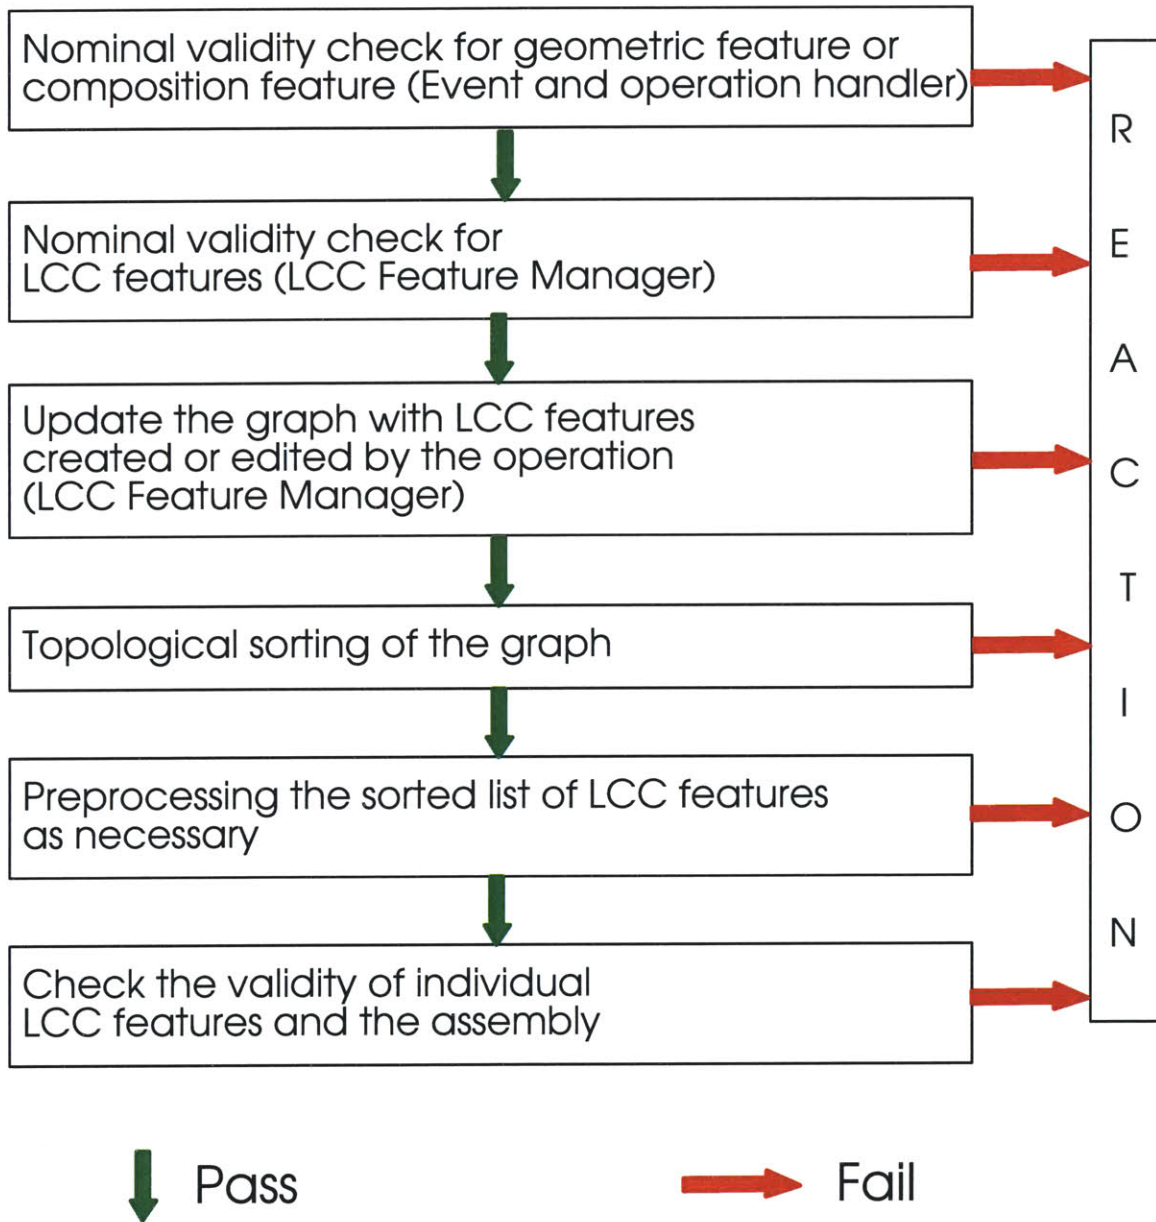 Nominal validity check for geometric feature or
composition feature (Event and operation handler)
Nominal validity check for
LCC features (LCC Feature Manager)
Update the graph with LCC features
created or edited by the operation
(LCC Feature Manager)
Topological sorting of the graph
Preprocessing the sorted list of LCC features
as necessary
Check the validity of individual
LCC features and the assembly
R
E
A
C
T
I
O
N
Pass
Fail